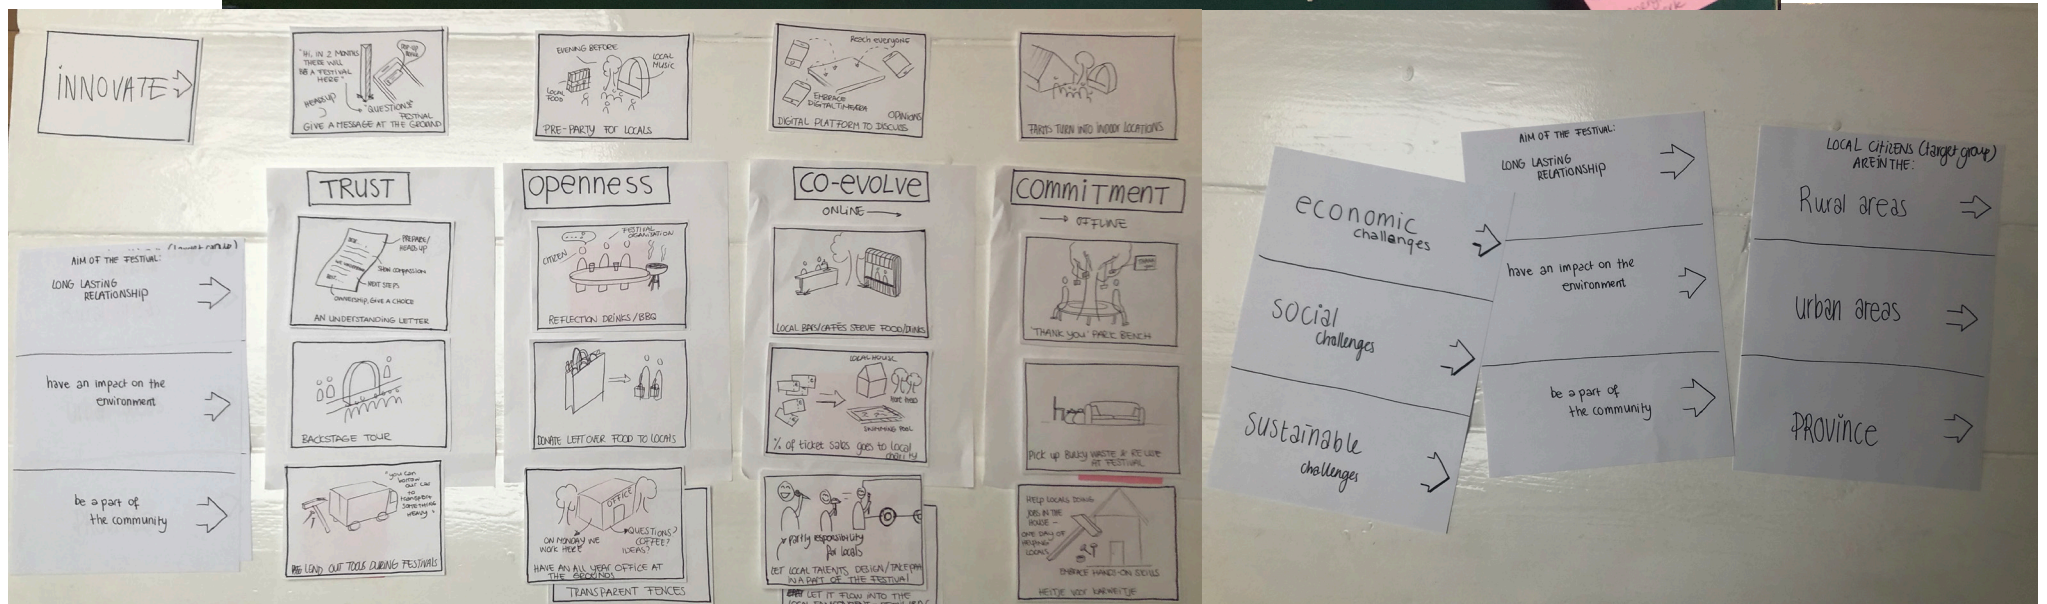 INNOVATE
"HI, IN 2 MONTHS
THERE WILL
BE A FESTIVAL
HERE"
HEADS UP
"QUESTIONS"
FESTIVAL
GIVE A MESSAGE AT THE GROUND
EVENING BEFORE
LOCAL
MUSIC
LOCAL
FOOD
PRE-PARTY FOR LOCALS
Reach everyone
EMBRACE
OPINIONS
DIGITAL PLATFORM TO DISCUSS
PARTS TURN INTO INDOOR LOCATIONS
AIM OF THE FESTIVAL:
LONG LASTING
RELATIONSHIP
have an impact on the
environment
be a part of
the community
TRUST
PREPARE/
HEADS UP
SHOW COMPASSION
NEXT STEPS
OWNERSHIP, GIVE A CHOICE
AN UNDERSTANDING LETTER
BACKSTAGE TOUR
"you can
borrow
our car
to
transport
something
heavy"
LEND OUT TOOLS DURING FESTIVALS
OPENNESS
FESTIVAL
ORGANISATION
CITIZEN
REFLECTION DRINKS/BBQ
DONATE LEFT OVER FOOD TO LOCALS
OFFICE
ON MONDAY WE
WORK HERE
QUESTIONS?
COFFEE?
IDEAS?
HAVE AN ALL YEAR OFFICE AT
THE GROUNDS
TRANSPARENT FENCES
CO-EVOLVE
ONLINE
LOCAL BARS/CAFÉS SERVE FOOD/DRINKS
LOCAL HOUSE
MORE TREES
SWIMMING POOL
% of ticket sales goes to local
charity
partly responsibility
for locals
LET LOCAL TALENTS DESIGN/TAKE PART
IN A PART OF THE FESTIVAL
LET IT FLOW INTO THE
COMMITMENT
OFFLINE
'THANK YOU' PARK BENCH
Pick up BULKY WASTE & RE-USE
AT FESTIVAL
HELP LOCALS DOING
JOBS IN THE
HOUSE -
ONE DAY OF
HELPING
LOCALS
EMBRACE HANDS-ON SKILLS
HEITJE VOOR KARWEITJE
economic
challenges
social
challenges
sustainable
challenges
AIM OF THE FESTIVAL:
LONG LASTING
RELATIONSHIP
have an impact on the
environment
be a part of
the community
LOCAL CITIZENS (target group)
ARE IN THE:
Rural areas
urban areas
PROVINCE